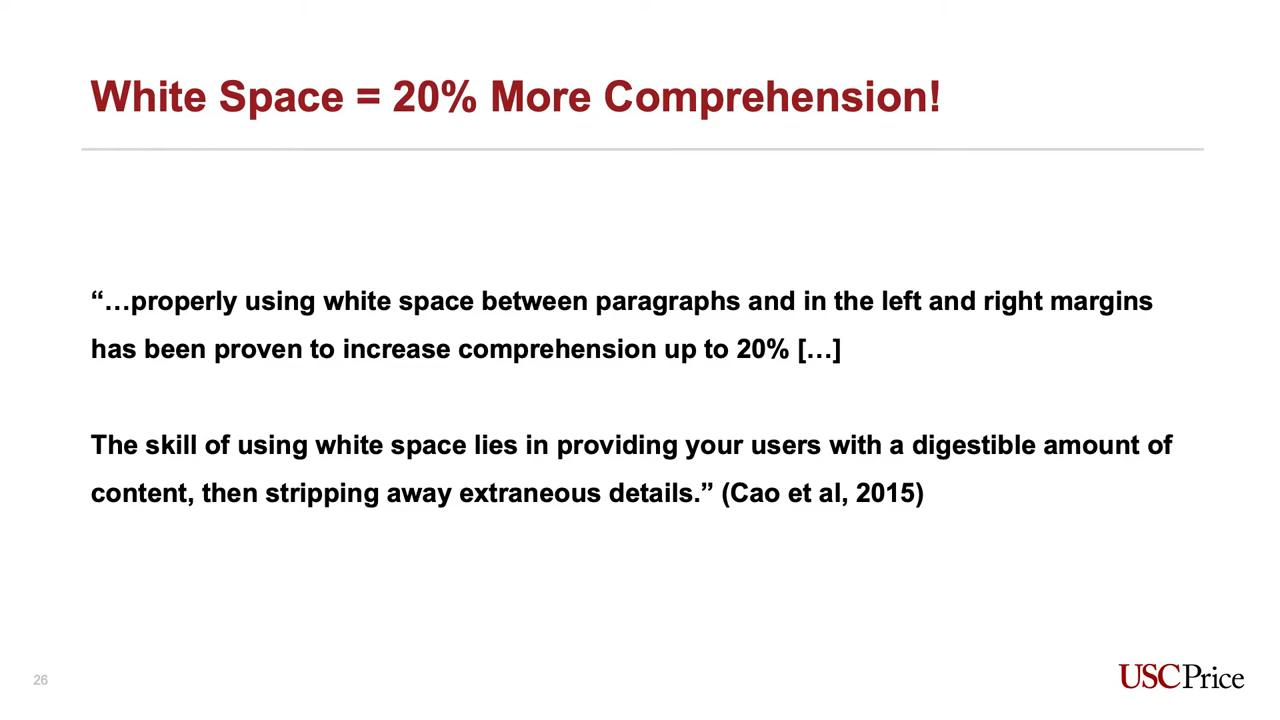 White Space = 20% More Comprehension!
“…properly using white space between paragraphs and in the left and right margins
has been proven to increase comprehension up to 20% […]
The skill of using white space lies in providing your users with a digestible amount of
content, then stripping away extraneous details.” (Cao et al, 2015)
26
USCPrice